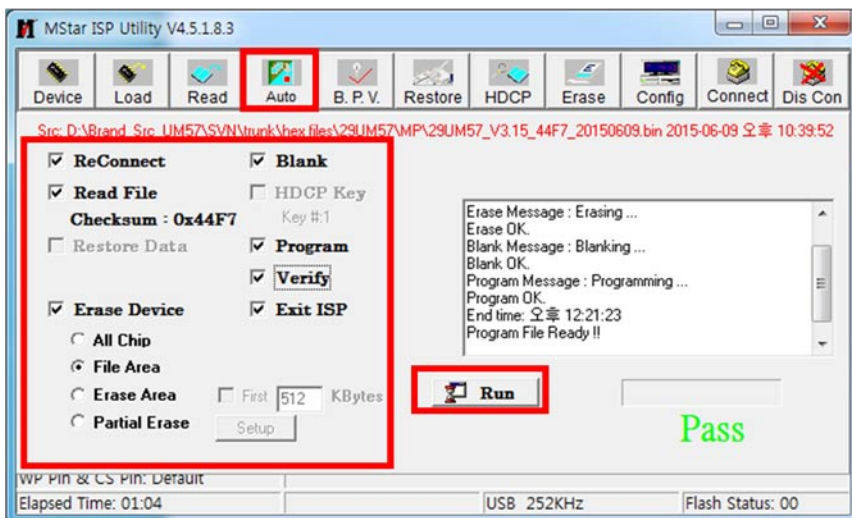 MStar ISP Utility V4.5.1.8.3
Device Load Read Auto B. P. V. Restore HDCP Erase Config Connect Dis Con
Src: D:\Brand_Src_UM57\SVN\trunk\hex files\29UM57\MP\29UM57_V3.15_44F7_20150609.bin 2015-06-09 오후 10:39:52
ReConnect Blank
Read File HDCP Key
Checksum : 0x44F7 Key #:1
Restore Data Program
Verify
Erase Device Exit ISP
All Chip
File Area
Erase Area First 512 KBytes
Partial Erase Setup
Erase Message : Erasing ...
Erase OK.
Blank Message : Blanking ...
Blank OK.
Program Message : Programming ...
Program OK.
End time: 오후 12:21:23
Program File Ready !!
Run
Pass
WP Pin & CS Pin: Default
Elapsed Time: 01:04 USB 252KHz Flash Status: 00